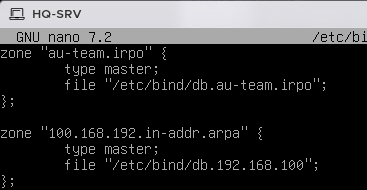 HQ-SRV
GNU nano 7.2 /etc/bi
zone "au-team.irpo" {
type master;
file "/etc/bind/db.au-team.irpo";
};
zone "100.168.192.in-addr.arpa" {
type master;
file "/etc/bind/db.192.168.100";
};